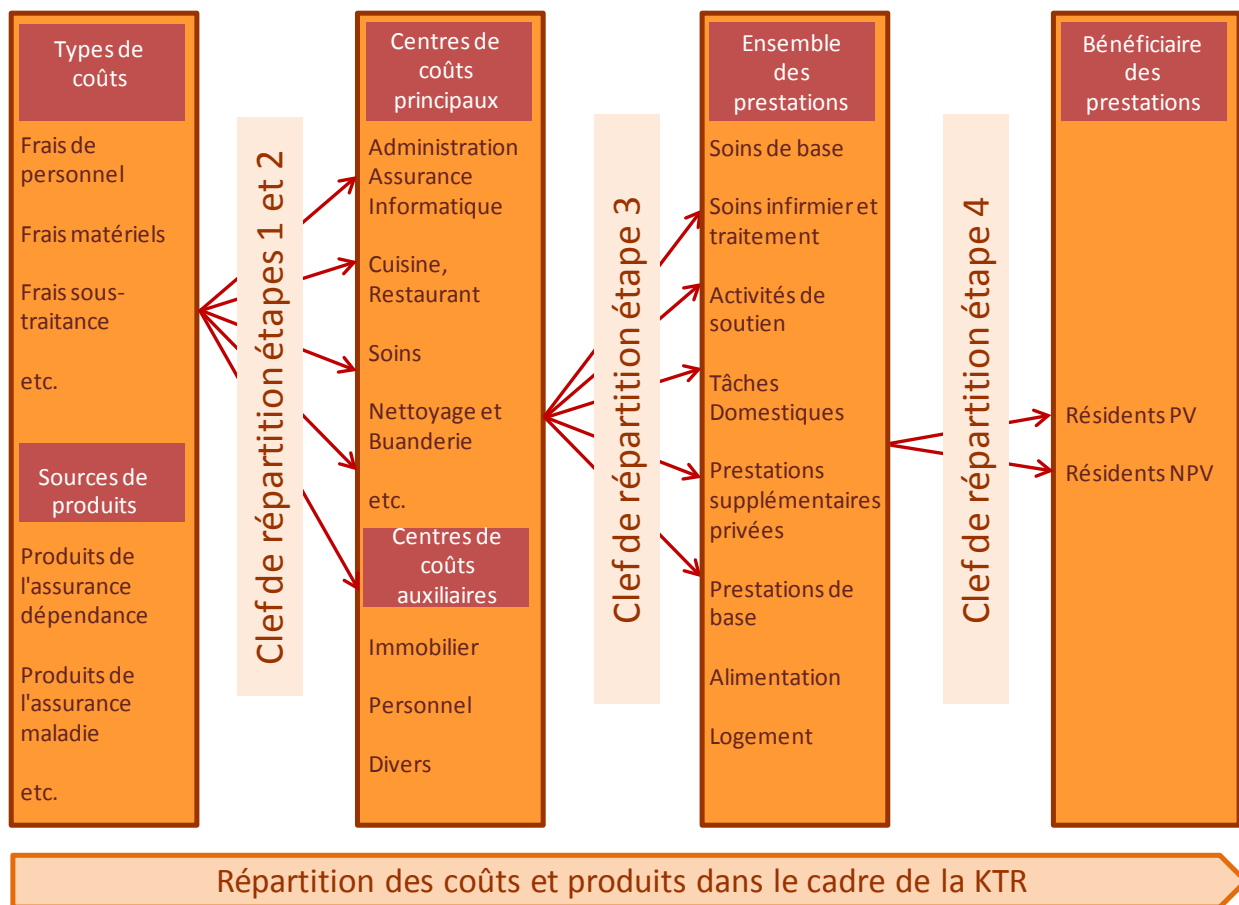 Types de
coûts
Frais de
personnel
Frais matériels
Frais sous-
traitance
etc.
Sources de
produits
Produits de
l'assurance
dépendance
Produits de
l'assurance
maladie
etc.
Clef de répartition étapes 1 et 2
Centres de
coûts
principaux
Administration
Assurance
Informatique
Cuisine,
Restaurant
Soins
Nettoyage et
Buanderie
etc.
Centres de
coûts
auxiliaires
Immobilier
Personnel
Divers
Clef de répartition étape 3
Ensemble
des
prestations
Soins de base
Soins infirmier et
traitement
Activités de
soutien
Tâches
Domestiques
Prestations
supplémentaires
privées
Prestations de
base
Alimentation
Logement
Clef de répartition étape 4
Bénéficiaire
des
prestations
Résidents PV
Résidents NPV
Répartition des coûts et produits dans le cadre de la KTR